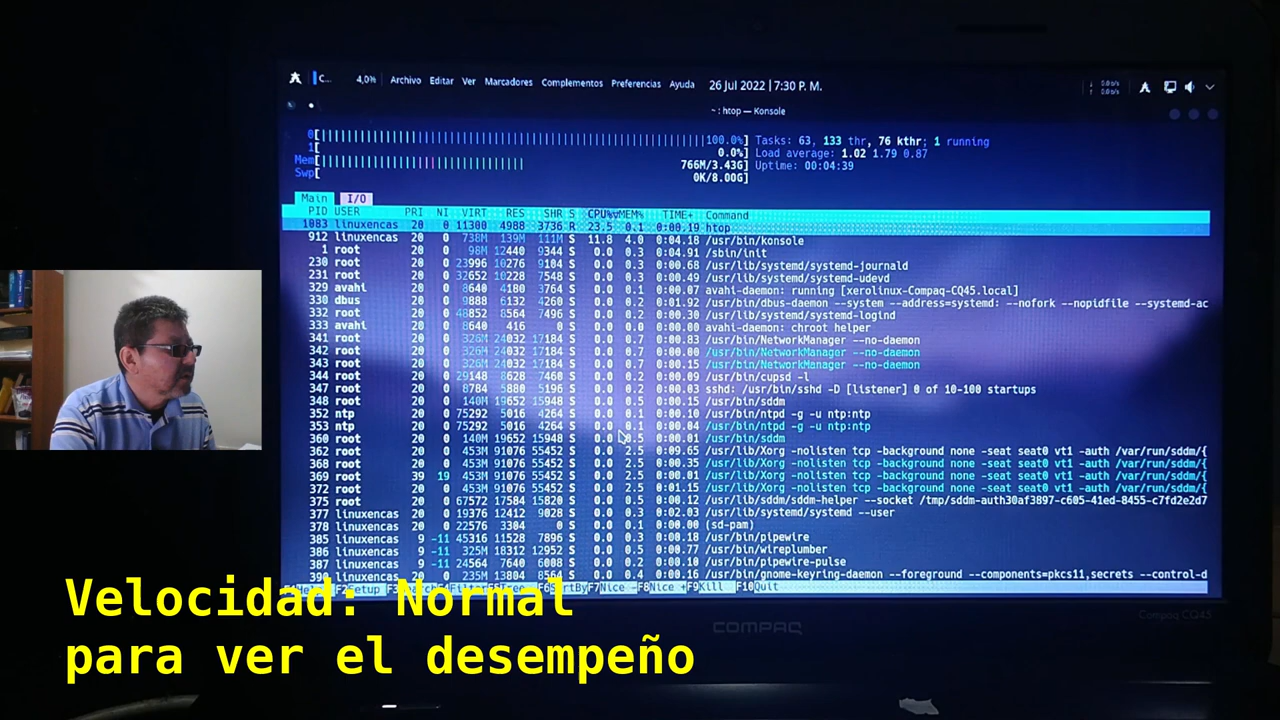 C... 4,0% Archivo Editar Ver Marcadores Complementos Preferencias Ayuda 26 Jul 2022 | 7:30 P. M.
~ : htop — Konsole
0[ 100.0%] Tasks: 63, 133 thr, 76 kthr; 1 running
1[ 0.0%] Load average: 1.02 1.79 0.87
Mem[ 766M/3.43G] Uptime: 00:04:39
Swp[ 0K/8.00G]
Main I/O
PID USER PRI NI VIRT RES SHR S CPU%▽MEM% TIME+ Command
1083 linuxencas 20 0 11300 4988 3736 R 23.5 0.1 0:00.19 htop
912 linuxencas 20 0 738M 139M 111M S 11.8 4.0 0:04.18 /usr/bin/konsole
1 root 20 0 98M 12440 9344 S 0.0 0.3 0:04.91 /sbin/init
230 root 20 0 23996 10276 9184 S 0.0 0.3 0:00.68 /usr/lib/systemd/systemd-journald
231 root 20 0 32652 10228 7548 S 0.0 0.3 0:00.49 /usr/lib/systemd/systemd-udevd
329 avahi 20 0 8640 4180 3764 S 0.0 0.1 0:00.07 avahi-daemon: running [xerolinux-Compaq-CQ45.local]
330 dbus 20 0 9888 6132 4260 S 0.0 0.2 0:01.92 /usr/bin/dbus-daemon --system --address=systemd: --nofork --nopidfile --systemd-ac
332 root 20 0 48852 8564 7496 S 0.0 0.2 0:00.30 /usr/lib/systemd/systemd-logind
333 avahi 20 0 8640 416 0 S 0.0 0.0 0:00.00 avahi-daemon: chroot helper
341 root 20 0 326M 24032 17184 S 0.0 0.7 0:00.83 /usr/bin/NetworkManager --no-daemon
342 root 20 0 326M 24032 17184 S 0.0 0.7 0:00.00 /usr/bin/NetworkManager --no-daemon
343 root 20 0 326M 24032 17184 S 0.0 0.7 0:00.15 /usr/bin/NetworkManager --no-daemon
344 root 20 0 29148 8628 7460 S 0.0 0.2 0:00.09 /usr/bin/cupsd -l
347 root 20 0 8784 5880 5196 S 0.0 0.2 0:00.03 sshd: /usr/bin/sshd -D [listener] 0 of 10-100 startups
348 root 20 0 140M 19652 15948 S 0.0 0.5 0:00.15 /usr/bin/sddm
352 ntp 20 0 75292 5016 4264 S 0.0 0.1 0:00.10 /usr/bin/ntpd -g -u ntp:ntp
353 ntp 20 0 75292 5016 4264 S 0.0 0.1 0:00.04 /usr/bin/ntpd -g -u ntp:ntp
360 root 20 0 140M 19652 15948 S 0.0 0.5 0:00.01 /usr/bin/sddm
362 root 20 0 453M 91076 55452 S 0.0 2.5 0:09.65 /usr/lib/Xorg -nolisten tcp -background none -seat seat0 vt1 -auth /var/run/sddm/{
368 root 20 0 453M 91076 55452 S 0.0 2.5 0:00.35 /usr/lib/Xorg -nolisten tcp -background none -seat seat0 vt1 -auth /var/run/sddm/{
369 root 39 19 453M 91076 55452 S 0.0 2.5 0:00.01 /usr/lib/Xorg -nolisten tcp -background none -seat seat0 vt1 -auth /var/run/sddm/{
372 root 20 0 453M 91076 55452 S 0.0 2.5 0:01.15 /usr/lib/Xorg -nolisten tcp -background none -seat seat0 vt1 -auth /var/run/sddm/{
375 root 20 0 67572 17584 15820 S 0.0 0.5 0:00.12 /usr/lib/sddm/sddm-helper --socket /tmp/sddm-auth30af3897-c605-41ed-8455-c7fd2e2d7
377 linuxencas 20 0 19376 12412 9028 S 0.0 0.3 0:02.03 /usr/lib/systemd/systemd --user
378 linuxencas 20 0 22576 3304 0 S 0.0 0.1 0:00.00 (sd-pam)
385 linuxencas 9 -11 45316 11528 7896 S 0.0 0.3 0:00.18 /usr/bin/pipewire
386 linuxencas 9 -11 325M 18312 12952 S 0.0 0.5 0:00.77 /usr/bin/wireplumber
387 linuxencas 9 -11 24564 7640 6008 S 0.0 0.2 0:00.04 /usr/bin/pipewire-pulse
390 linuxencas 20 0 235M 13804 8564 S 0.0 0.4 0:00.16 /usr/bin/gnome-keyring-daemon --foreground --components=pkcs11,secrets --control-d
F7Nice -F8Nice +F9Kill F10Quit
Velocidad: Normal
para ver el desempeño
COMPAQ
Compaq CQ45